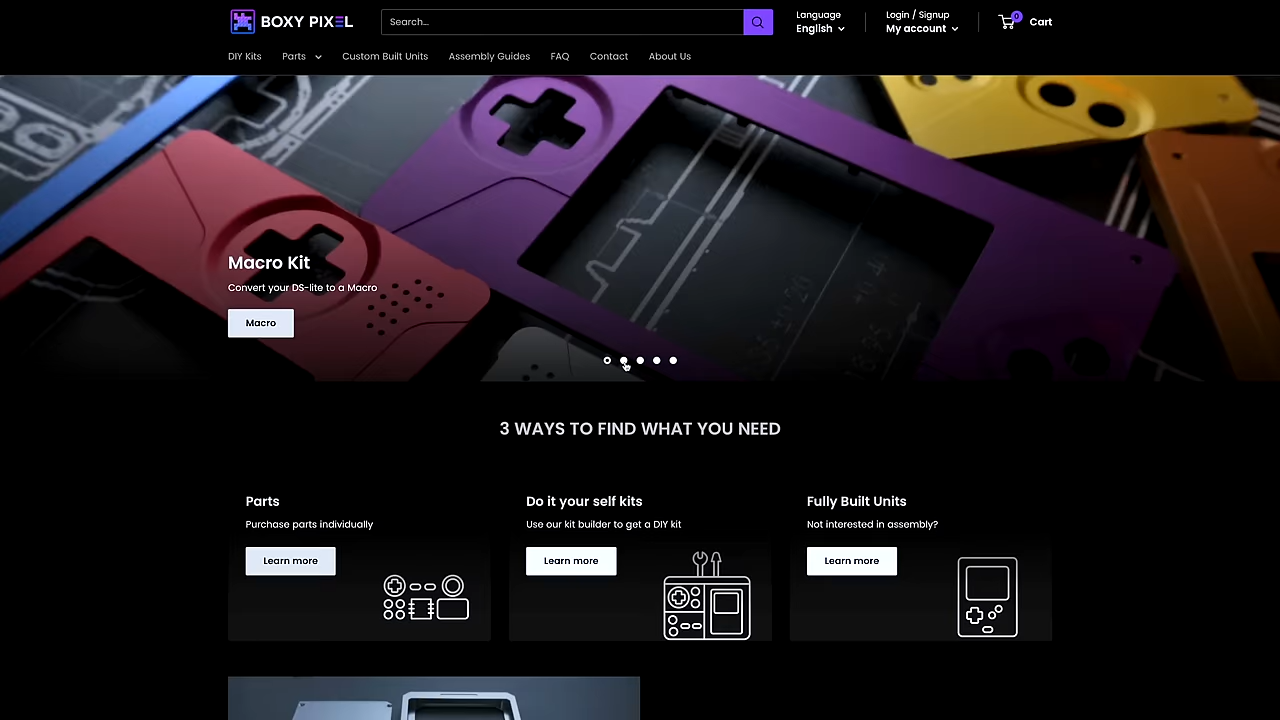 BOXY PIXEL
Search...
Language
English
Login / Signup
My account
0
Cart
DIY Kits
Parts
Custom Built Units
Assembly Guides
FAQ
Contact
About Us
Macro Kit
Convert your DS-lite to a Macro
Macro
3 WAYS TO FIND WHAT YOU NEED
Parts
Purchase parts individually
Learn more
Do it your self kits
Use our kit builder to get a DIY kit
Learn more
Fully Built Units
Not interested in assembly?
Learn more